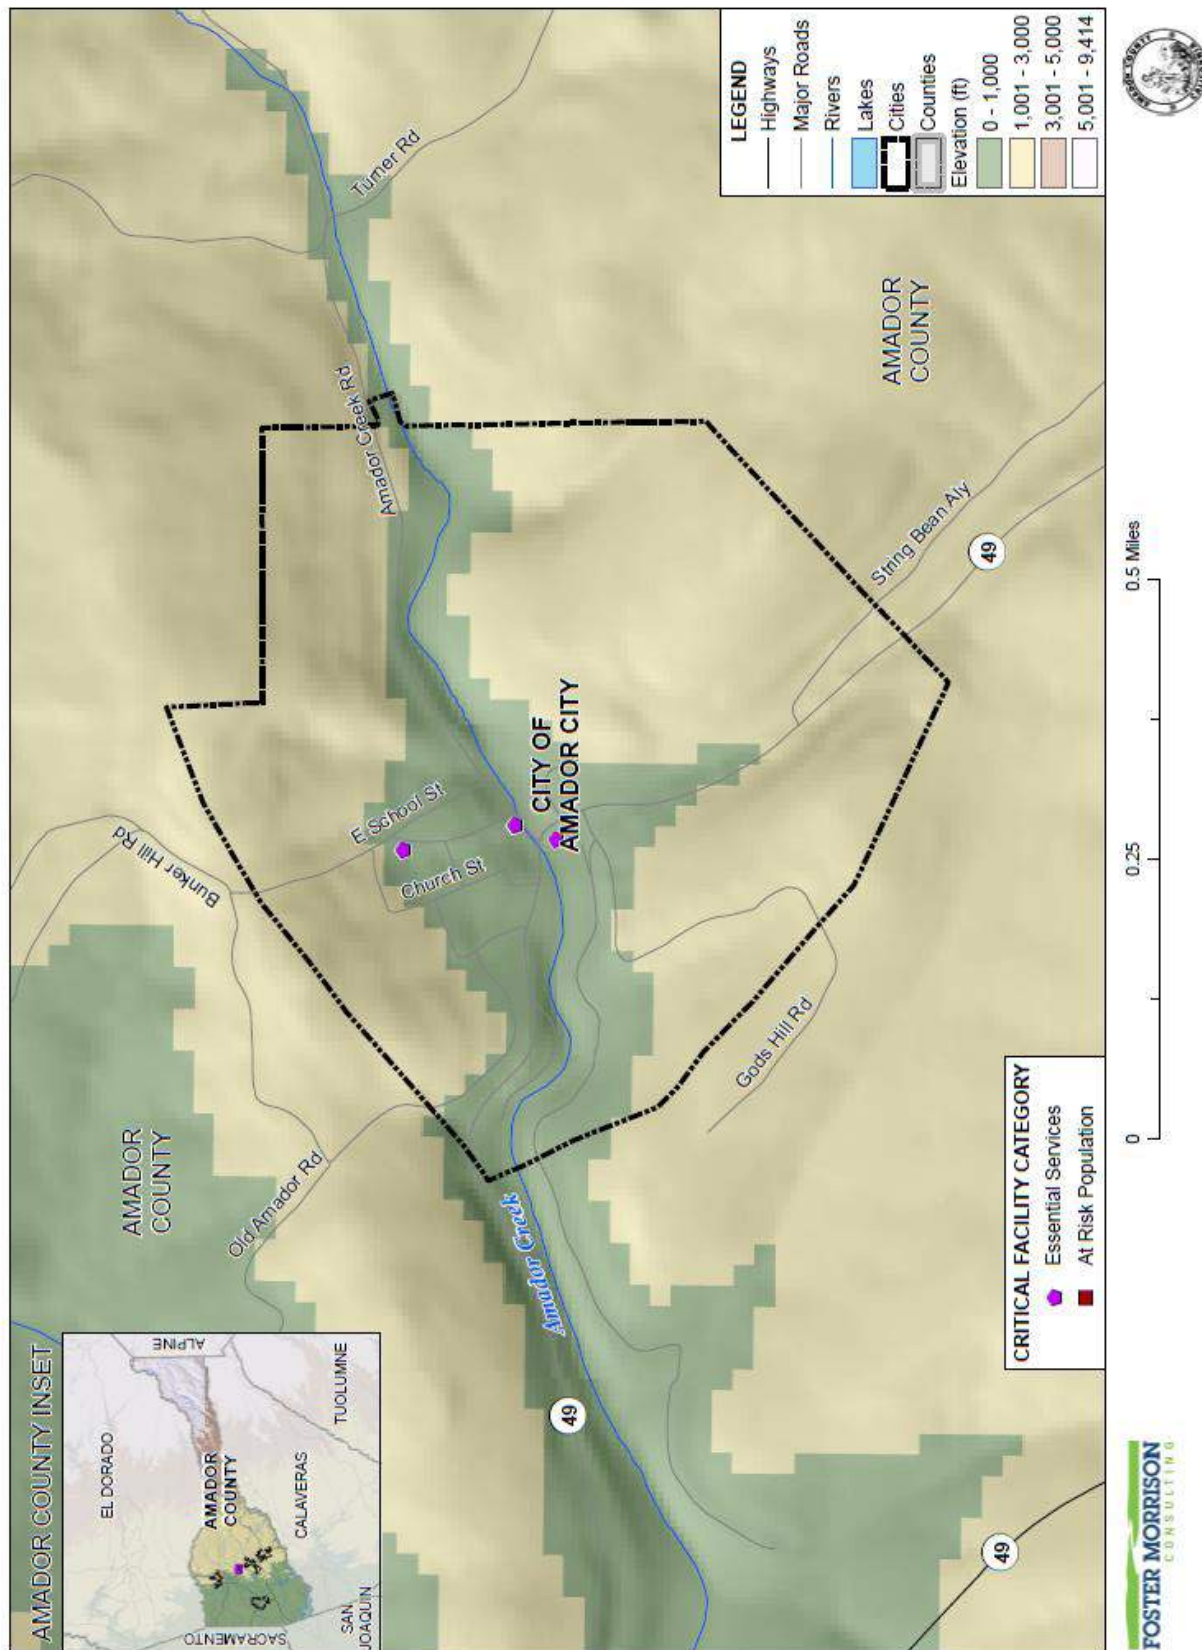 AMADOR COUNTY INSET
EL DORADO
ALPINE
AMADOR
COUNTY
SACRAMENTO
CALAVERAS
SAN
JOAQUIN
TUOLUMNE
AMADOR
COUNTY
Bunker Hill Rd
Old Amador Rd
Turner Rd
Amador Creek Rd
E School St
Church St
CITY OF
AMADOR CITY
Amador Creek
49
Gods Hill Rd
String Bean Aly
49
AMADOR
COUNTY
49
LEGEND
Highways
Major Roads
Rivers
Lakes
Cities
Counties
Elevation (ft)
0 - 1,000
1,001 - 3,000
3,001 - 5,000
5,001 - 9,414
CRITICAL FACILITY CATEGORY
Essential Services
At Risk Population
FOSTER MORRISON
CONSULTING
0
0.25
0.5 Miles
AMADOR COUNTY